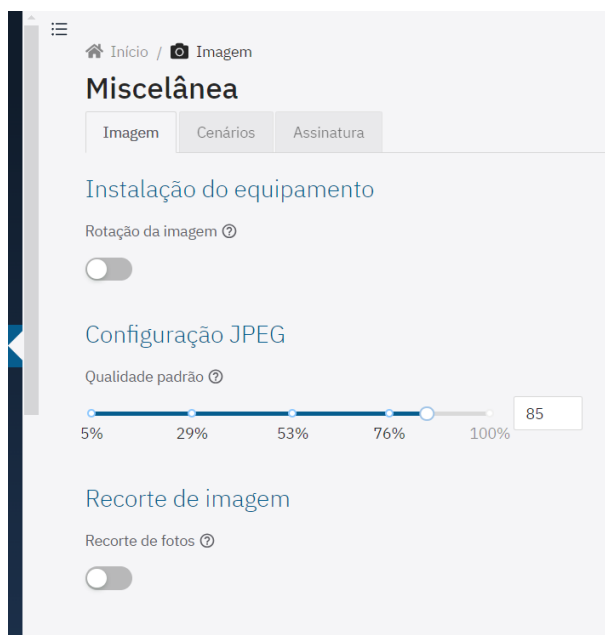 Início / Imagem
Miscelânea
Imagem Cenários Assinatura
Instalação do equipamento
Rotação da imagem
Configuração JPEG
Qualidade padrão
85
5% 29% 53% 76% 100%
Recorte de imagem
Recorte de fotos